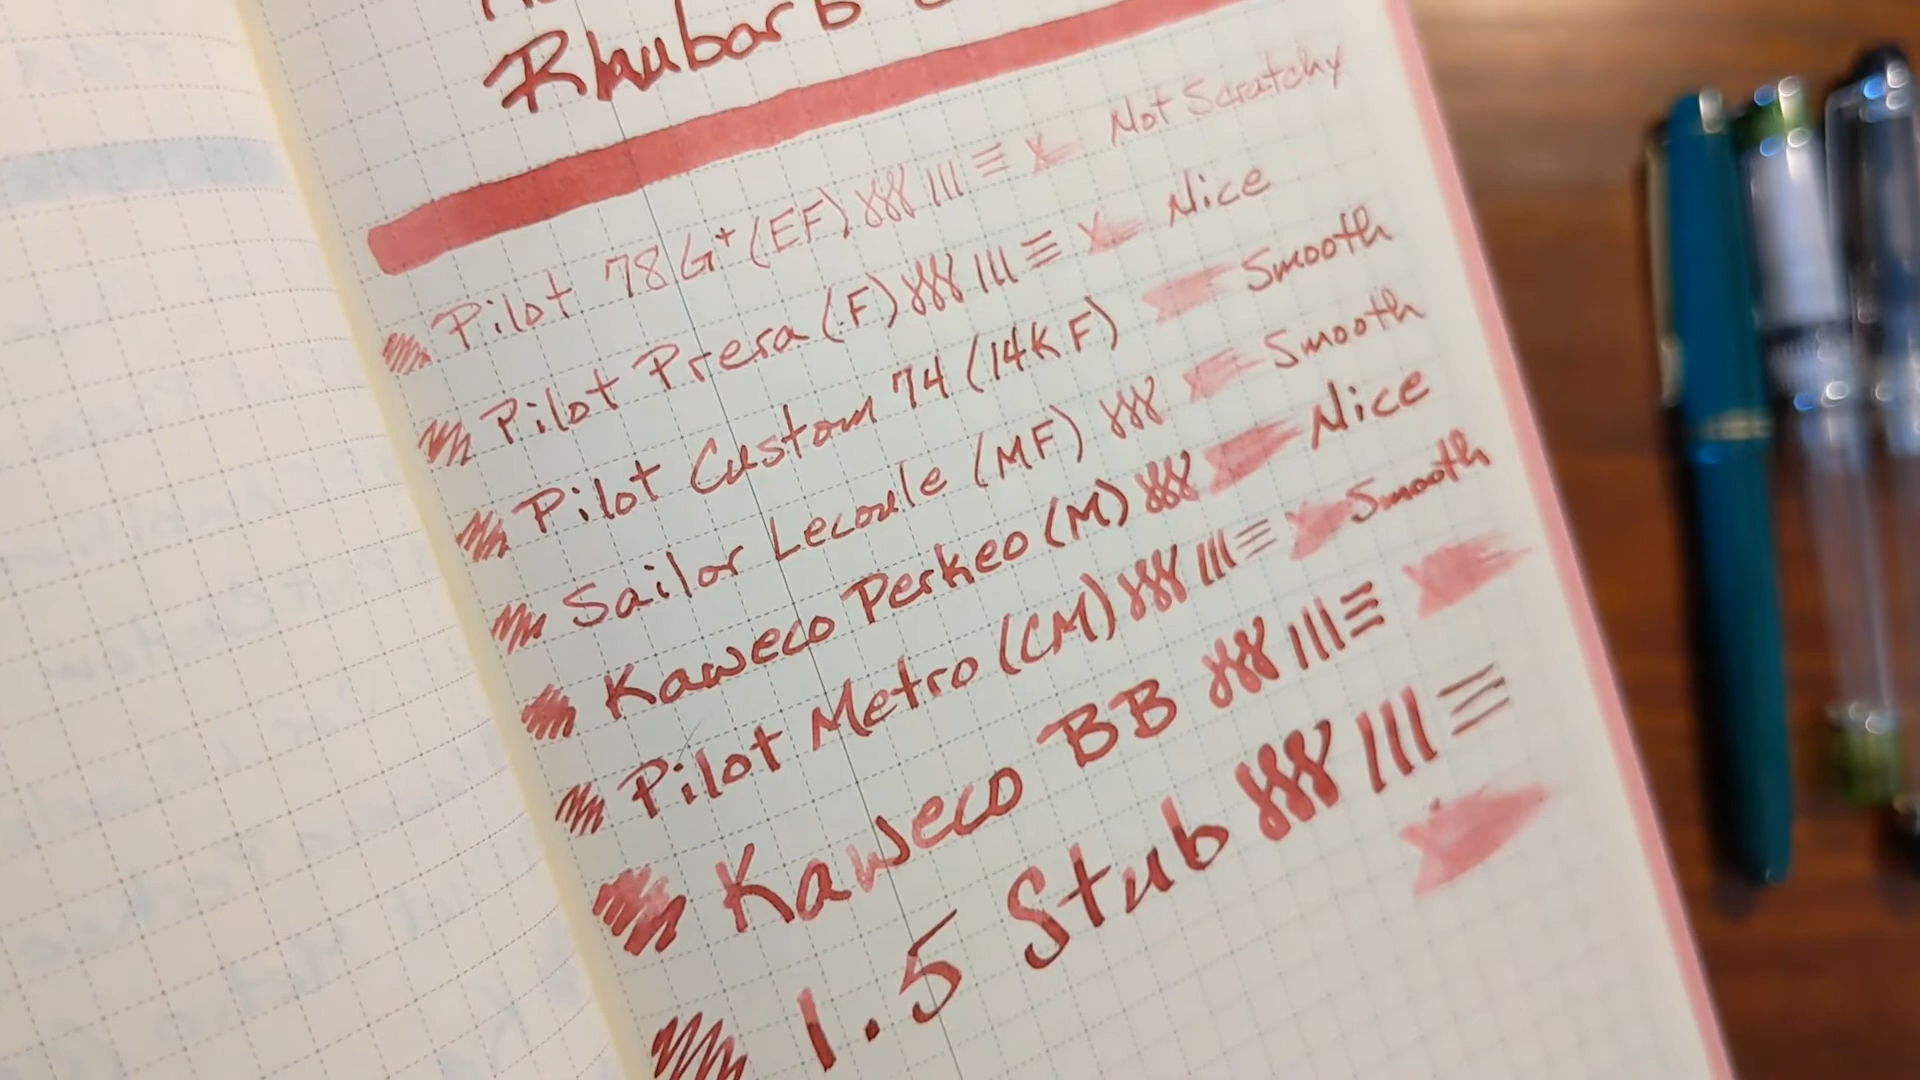 Rhubarb
Pilot 78G+ (EF) Not Scratchy
Pilot Prera (F) Nice
Pilot Custom 74 (14K F) Smooth
Sailor Lecoule (MF) Smooth
Kaweco Perkeo (M) Nice
Pilot Metro (CM) Smooth
Kaweco BB
1.5 Stub